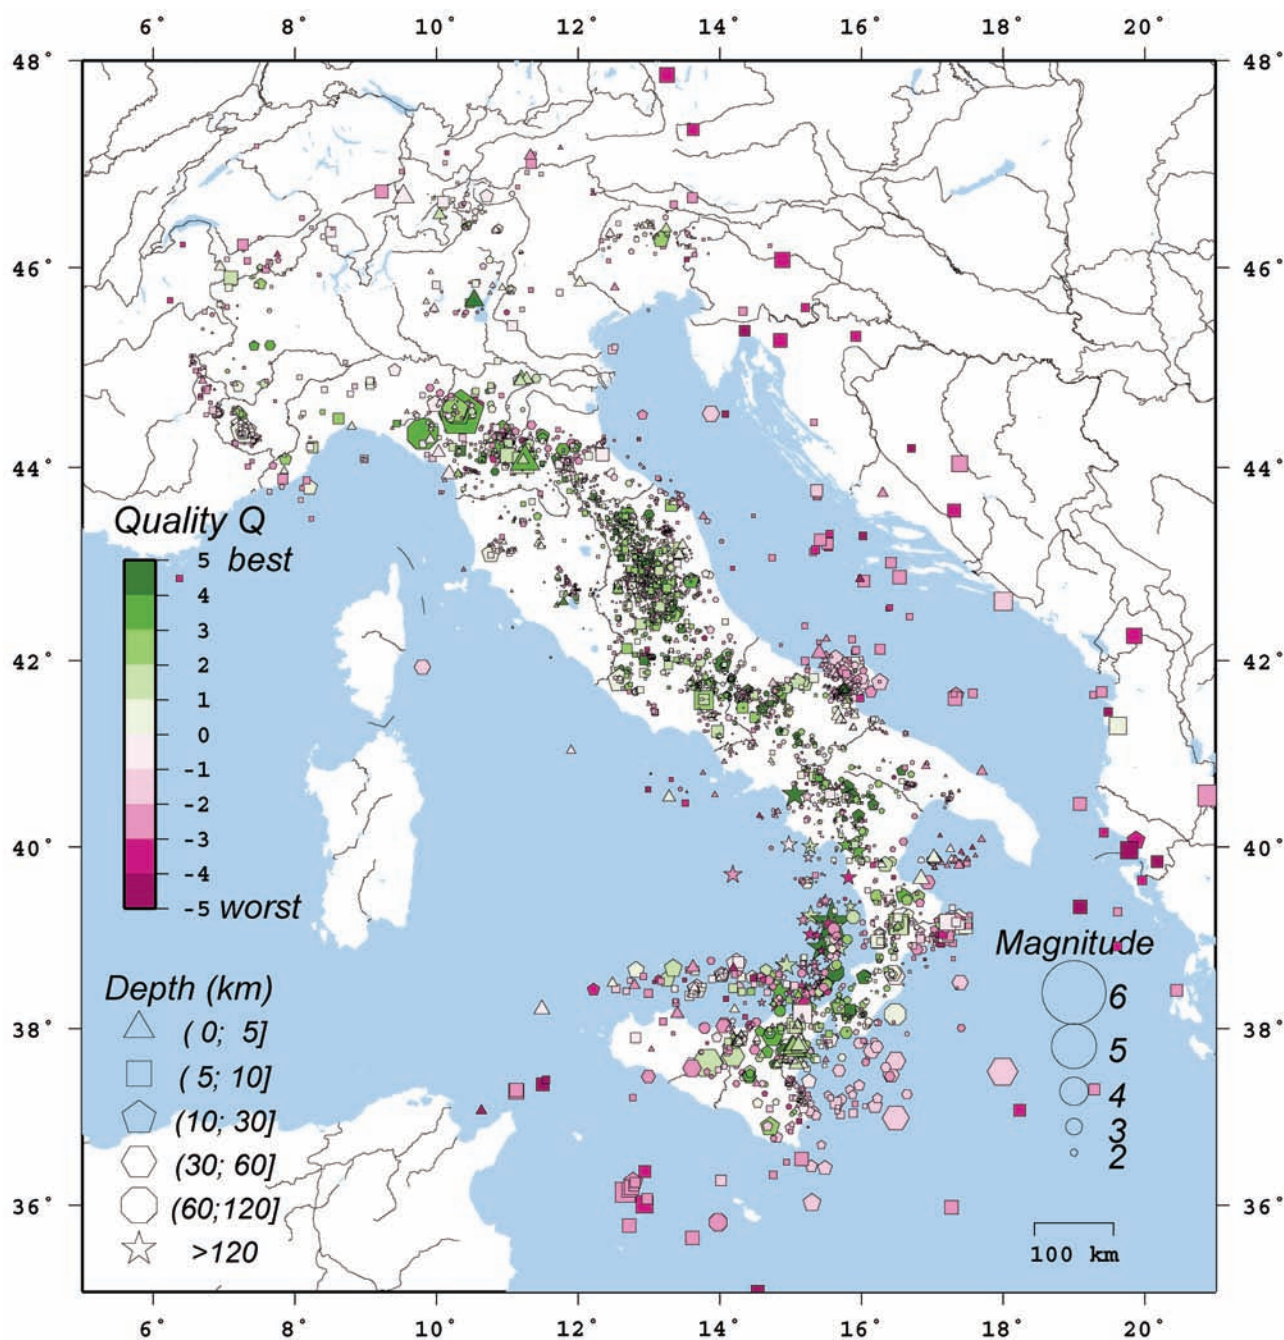 6° 8° 10° 12° 14° 16° 18° 20°
48° 48°
46° 46°
44° 44°
Quality Q
5 best
4
3
2
42° 42°
1
0
-1
-2
-3
40° 40°
-4
-5 worst
Magnitude
Depth (km)
6
38° 38°
( 0; 5]
5
( 5; 10]
4
(10; 30]
3
2
(30; 60]
36° 36°
(60;120]
>120
100 km
6° 8° 10° 12° 14° 16° 18° 20°